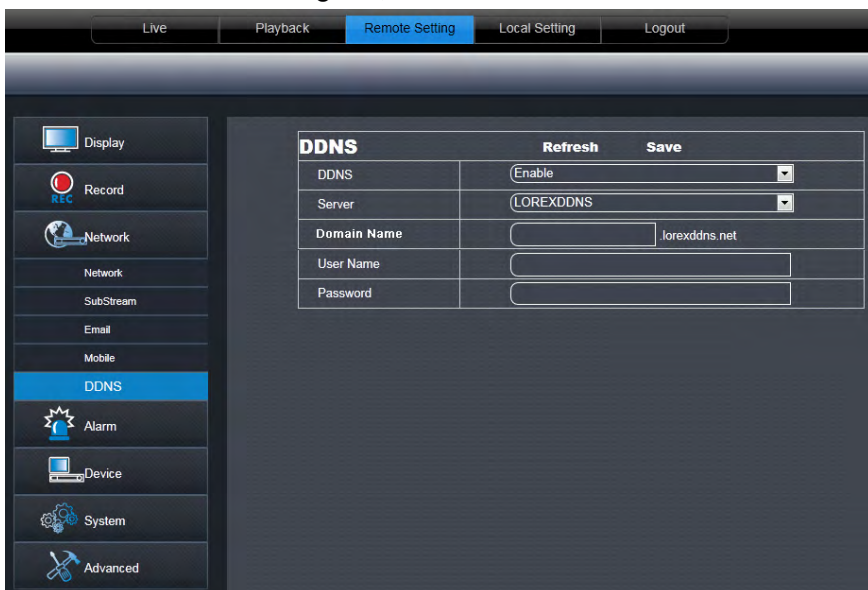 Live Playback Remote Setting Local Setting Logout
Display
REC Record
Network
Network
SubStream
Email
Mobile
DDNS
Alarm
Device
System
Advanced
DDNS Refresh Save
DDNS Enable
Server LOREXDDNS
Domain Name .lorexddns.net
User Name
Password